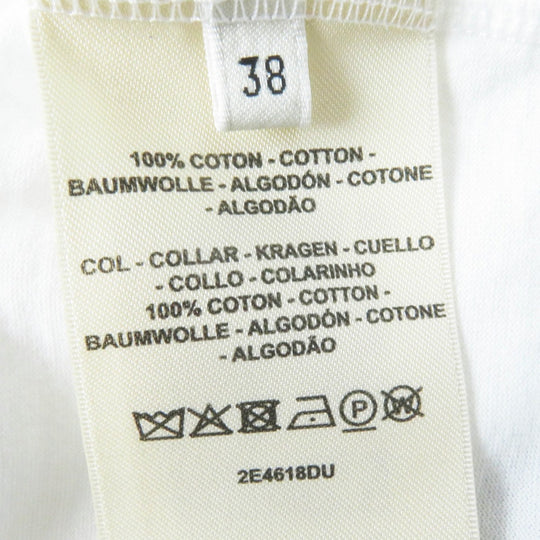 38
100% COTON - COTTON -
BAUMWOLLE - ALGODÓN - COTONE
- ALGODÃO
COL - COLLAR - KRAGEN - CUELLO
- COLLO - COLARINHO
100% COTON - COTTON -
BAUMWOLLE - ALGODÓN - COTONE
- ALGODÃO
P W
2E4618DU